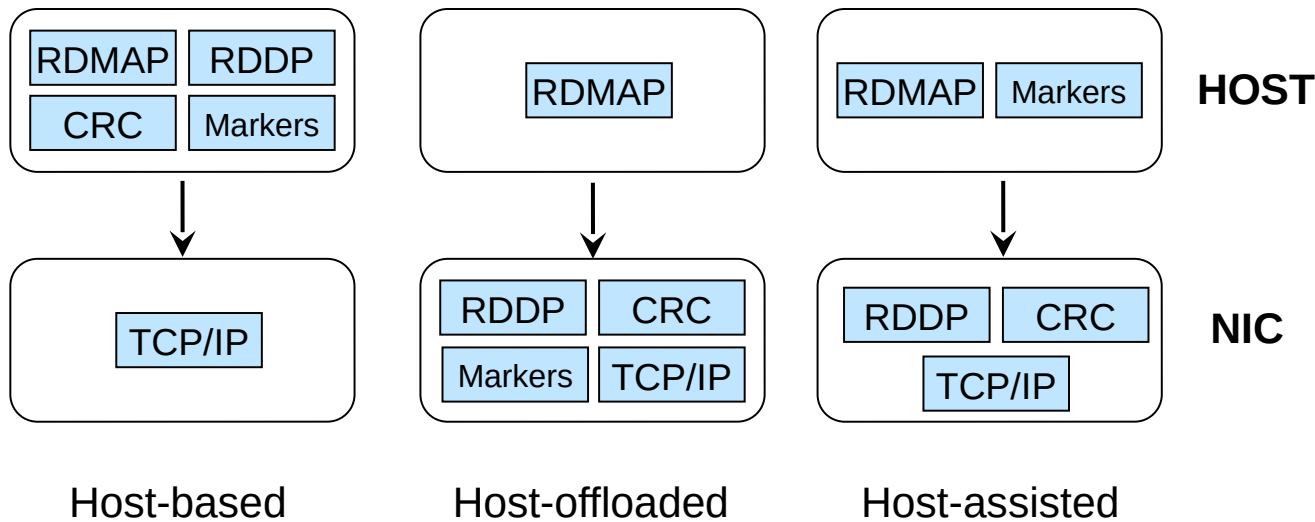 RDMAP RDDP
CRC Markers
RDMAP
RDMAP Markers
HOST
TCP/IP
RDDP CRC
Markers TCP/IP
RDDP CRC
TCP/IP
NIC
Host-based Host-offloaded Host-assisted